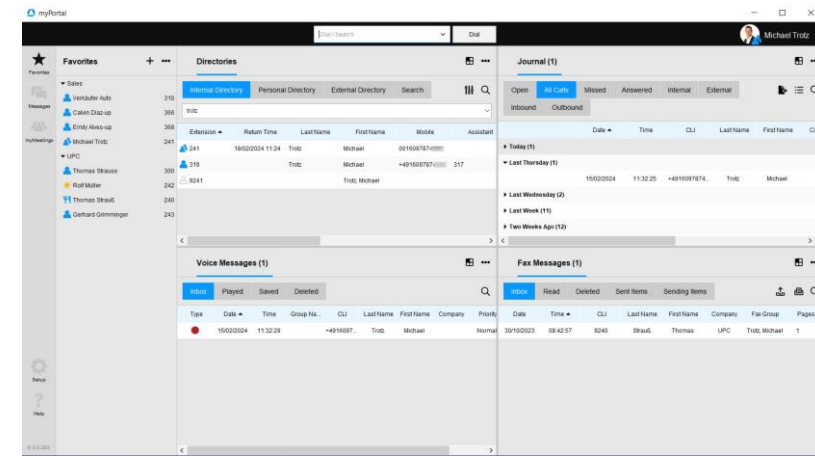 myPortal
Dial / Search
Dial
Michael Trotz
Favorites
Messages
myMeetings
Setup
Help
Favorites
Sales
Verkäufer Auto 310
Calvin Diaz-up 366
Emily Alves-up 368
Michael Trotz 241
UPC
Thomas Strauss 300
Rolf Müller 242
Thomas Strauß 240
Gerhard Grimminger 243
Directories
Internal Directory Personal Directory External Directory Search
trotz
Extension Return Time Last Name First Name Mobile Assistant
241 18/02/2024 11:24 Trotz Michael 001609787
319 Trotz Michael +491609787 317
9241 Trotz, Michael
Journal (1)
Open All Calls Missed Answered Internal External
Inbound Outbound
Date Time CLI Last Name First Name
Today (1)
Last Thursday (1)
15/02/2024 11:32:25 +4916097874... Trotz Michael
Last Wednesday (2)
Last Week (11)
Two Weeks Ago (12)
Voice Messages (1)
Inbox Played Saved Deleted
Type Date Time Group Na... CLI Last Name First Name Company Priority
15/02/2024 11:32:29 +4916097... Trotz Michael Normal
Fax Messages (1)
Inbox Read Deleted Sent Items Sending Items
Date Time CLI Last Name First Name Company Fax Group Pages
30/10/2023 08:42:57 9240 Strauß Thomas UPC Trotz, Michael 1